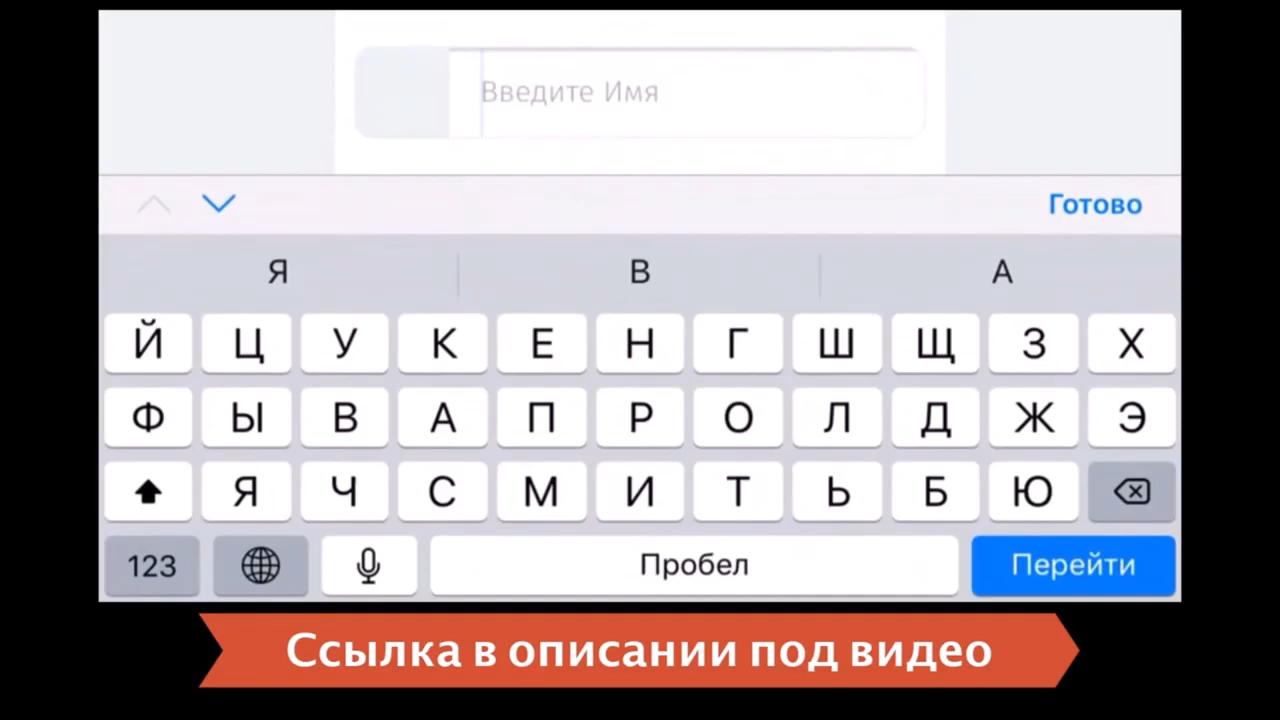 Введите Имя
Готово
Я В А
Й Ц У К Е Н Г Ш Щ З Х
Ф Ы В А П Р О Л Д Ж Э
Я Ч С М И Т Ь Б Ю
123 Пробел Перейти
Ссылка в описании под видео